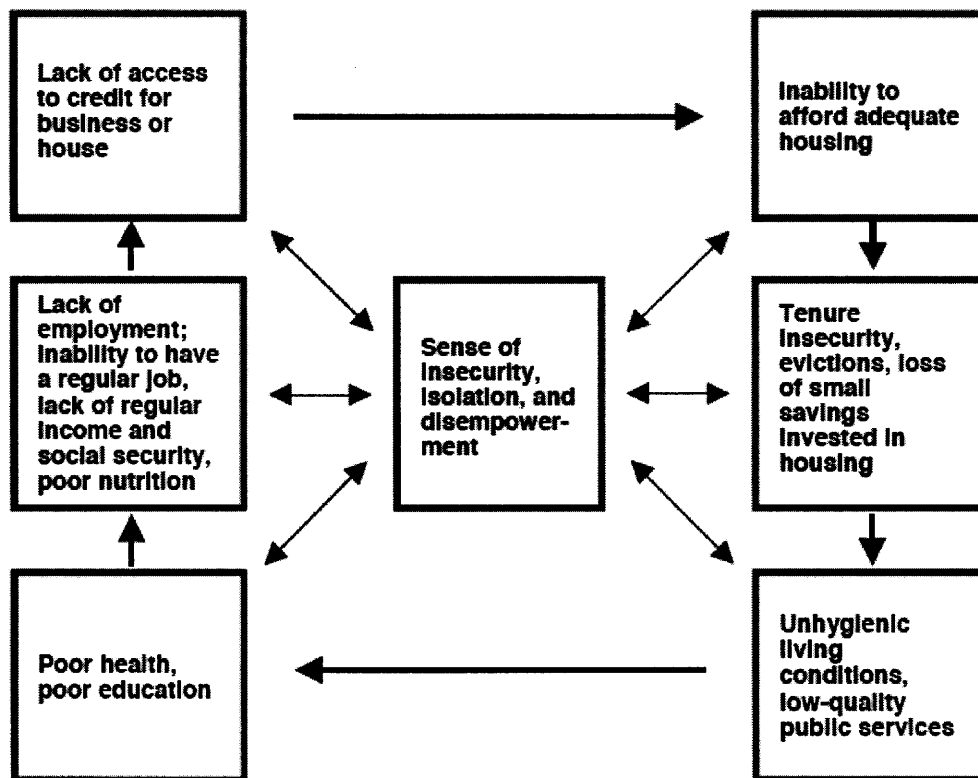 Lack of access
to credit for
business or
house
Inability to
afford adequate
housing
Lack of
employment;
inability to have
a regular job,
lack of regular
income and
social security,
poor nutrition
Sense of
insecurity,
isolation, and
disempower-
ment
Tenure
insecurity,
evictions, loss
of small
savings
invested in
housing
Poor health,
poor education
Unhygienic
living
conditions,
low-quality
public services